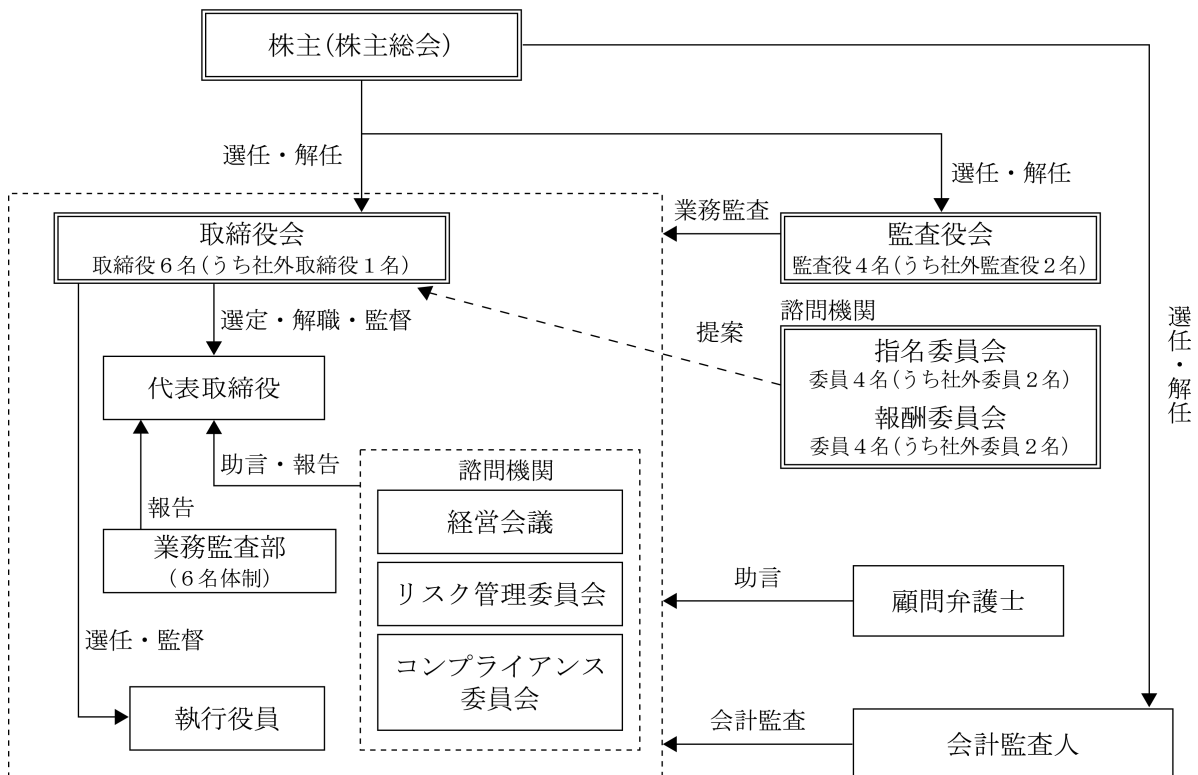 株主(株主総会)
選任・解任
選任・解任
取締役会
取締役6名(うち社外取締役1名)
業務監査
監査役会
監査役4名(うち社外監査役2名)
選定・解職・監督
提案
諮問機関
指名委員会
委員4名(うち社外委員2名)
報酬委員会
委員4名(うち社外委員2名)
選任・解任
代表取締役
助言・報告
報告
業務監査部
(6名体制)
諮問機関
経営会議
リスク管理委員会
コンプライアンス
委員会
助言
顧問弁護士
選任・監督
執行役員
会計監査
会計監査人